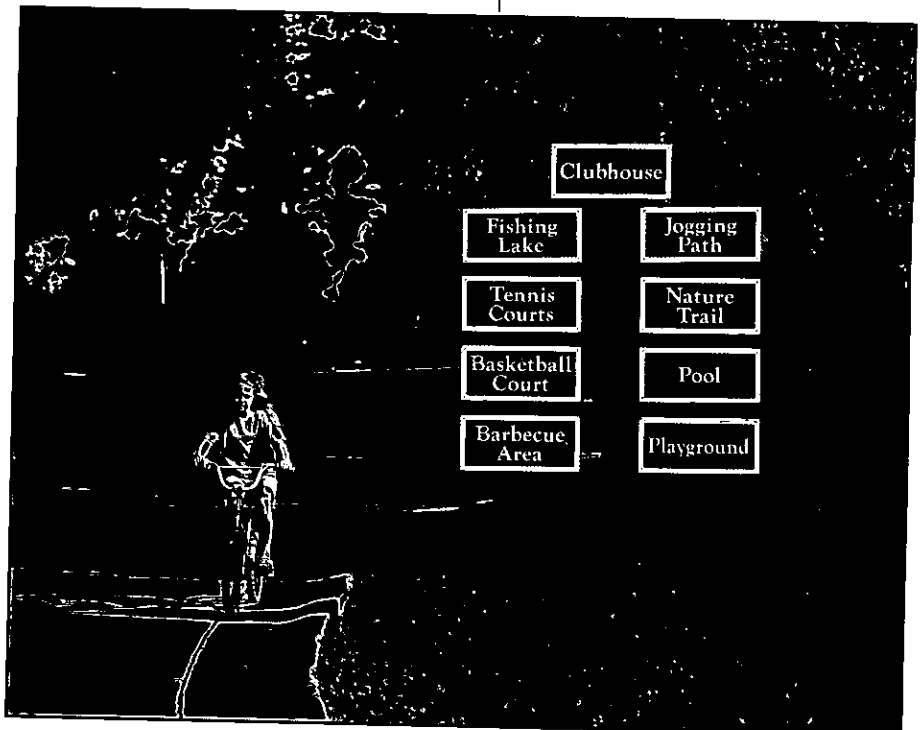 Clubhouse
Fishing
Lake
Jogging
Path
Tennis
Courts
Nature
Trail
Basketball
Court
Pool
Barbecue
Area
Playground